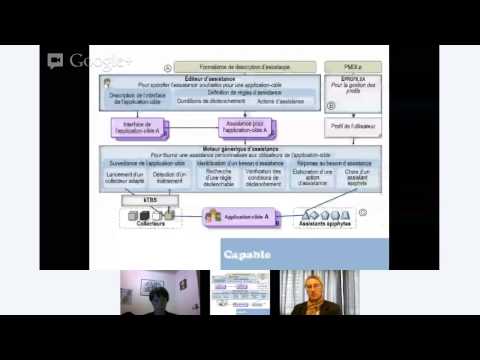 Google+
A
Formalisme de description d'assistance
PMDLe
Éditeur d'assistance
Pour spécifier l'assistance souhaitée pour une application-cible
EPROFILEA
Pour la gestion des profils
Description de l'interface
de l'application-cible
Définition de règles d'assistance
Conditions de déclenchement
Actions d'assistance
B
Interface de
l'application-cible A
Assistance pour
l'application-cible A
Profil de l'utilisateur
Moteur générique d'assistance
Pour fournir une assistance personnalisée aux utilisateurs de l'application-cible
Surveillance de l'application-cible
Identification d'un besoin d'assistance
Réponse au besoin d'assistance
Lancement d'un
collecteur adapté
Détection d'un
évènement
Recherche
d'une règle
déclenchable
Vérification des
conditions de
déclenchement
Élaboration d'une
action
d'assistance
Choix d'un
assistant
épiphyte
kTBS
C
Collecteurs
Application-cible A
Assistants épiphytes
Capable